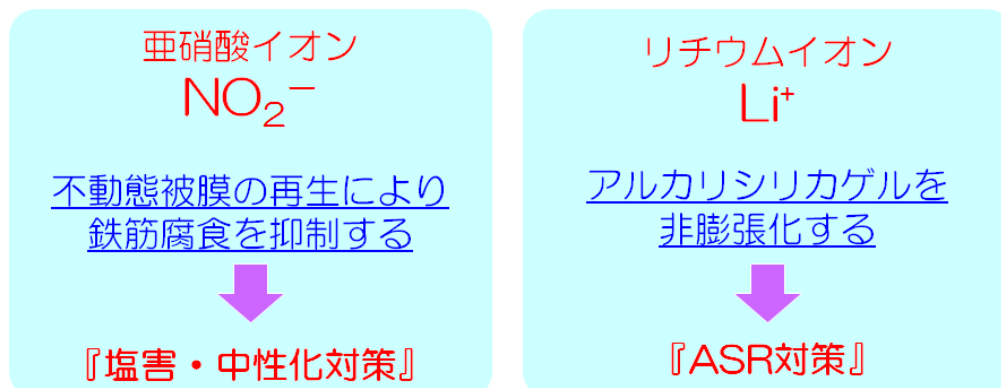 亜硝酸イオン
NO₂⁻
不動態被膜の再生により
鉄筋腐食を抑制する
『塩害・中性化対策』
リチウムイオン
Li⁺
アルカリシリカゲルを
非膨張化する
『ASR対策』